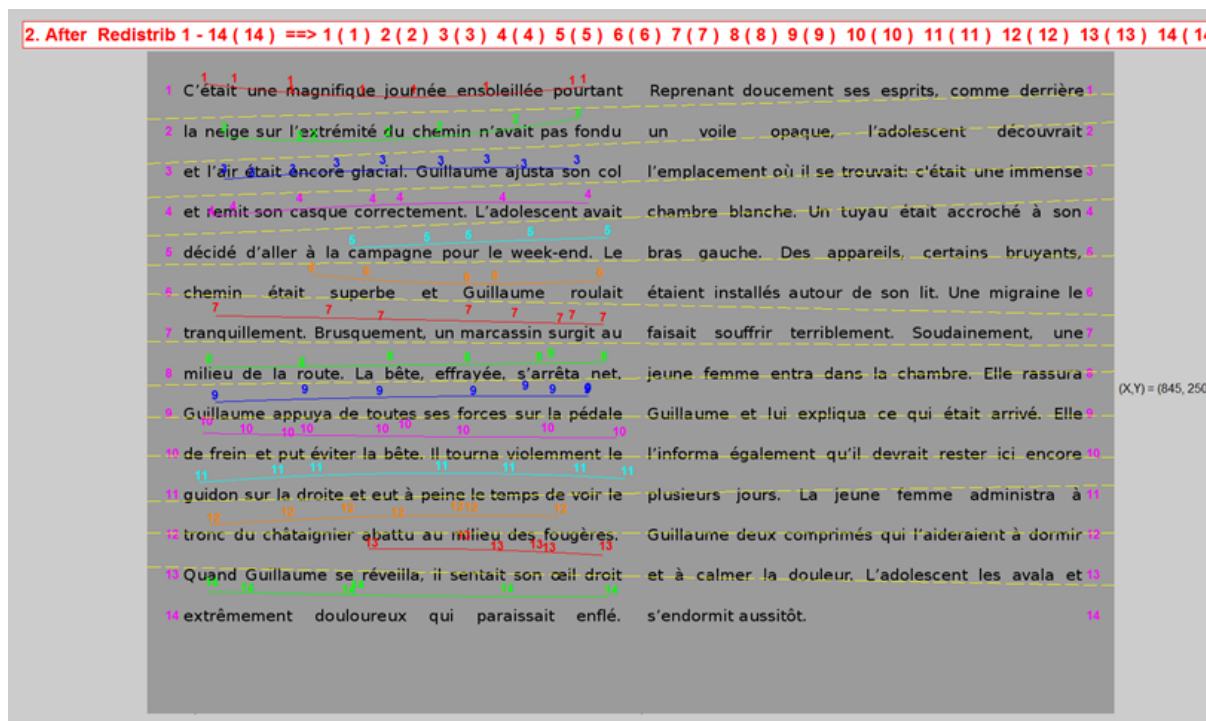 2. After Redistrib 1 - 14 ( 14 ) ==> 1 ( 1 ) 2 ( 2 ) 3 ( 3 ) 4 ( 4 ) 5 ( 5 ) 6 ( 6 ) 7 ( 7 ) 8 ( 8 ) 9 ( 9 ) 10 ( 10 ) 11 ( 11 ) 12 ( 12 ) 13 ( 13 ) 14 (
1 C'était une magnifique journée ensoleillée pourtant
2 la neige sur l'extrémité du chemin n'avait pas fondu
3 et l'air était encore glacial. Guillaume ajusta son col
4 et remit son casque correctement. L'adolescent avait
5 décidé d'aller à la campagne pour le week-end. Le
6 chemin était superbe et Guillaume roulait
7 tranquillement. Brusquement, un marcassin surgit au
8 milieu de la route. La bête, effrayée, s'arrêta net.
9 Guillaume appuya de toutes ses forces sur la pédale
10 de frein et put éviter la bête. Il tourna violemment le
11 guidon sur la droite et eut à peine le temps de voir le
12 tronc du châtaignier abattu au milieu des fougères.
13 Quand Guillaume se réveilla, il sentait son œil droit
14 extrêmement douloureux qui paraissait enflé.
Reprenant doucement ses esprits, comme derrière 1
un voile opaque, l'adolescent découvrait 2
l'emplacement où il se trouvait: c'était une immense 3
chambre blanche. Un tuyau était accroché à son 4
bras gauche. Des appareils, certains bruyants, 5
étaient installés autour de son lit. Une migraine le 6
faisait souffrir terriblement. Soudainement, une 7
jeune femme entra dans la chambre. Elle rassura 8
Guillaume et lui expliqua ce qui était arrivé. Elle 9
l'informa également qu'il devrait rester ici encore 10
plusieurs jours. La jeune femme administra à 11
Guillaume deux comprimés qui l'aideraient à dormir 12
et à calmer la douleur. L'adolescent les avala et 13
s'endormit aussitôt. 14
(X,Y) = (845, 250